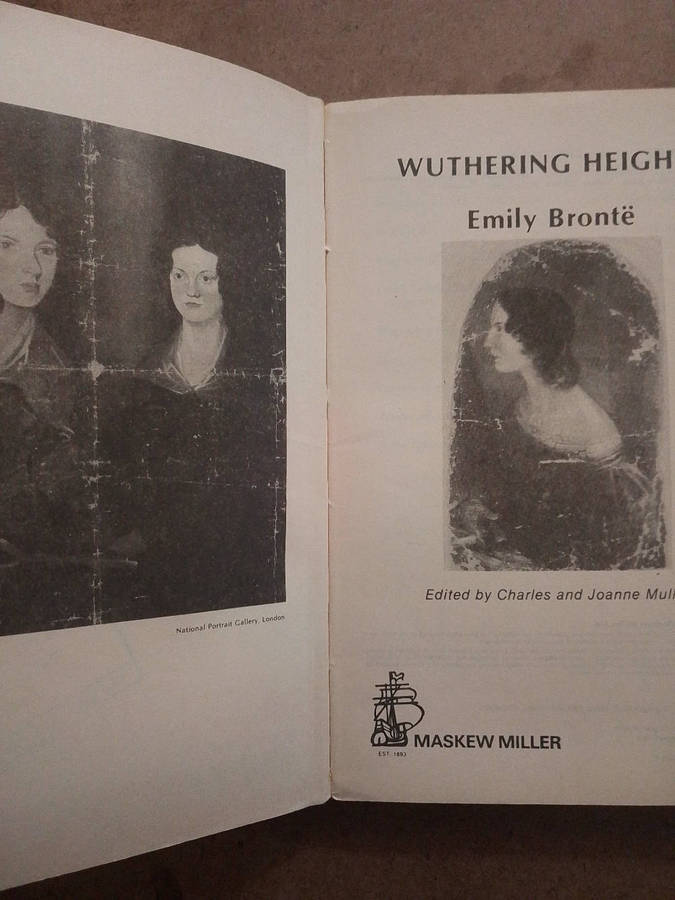 National Portrait Gallery, London
WUTHERING HEIGH
Emily Brontë
Edited by Charles and Joanne Mull
MASKEW MILLER
EST. 1893